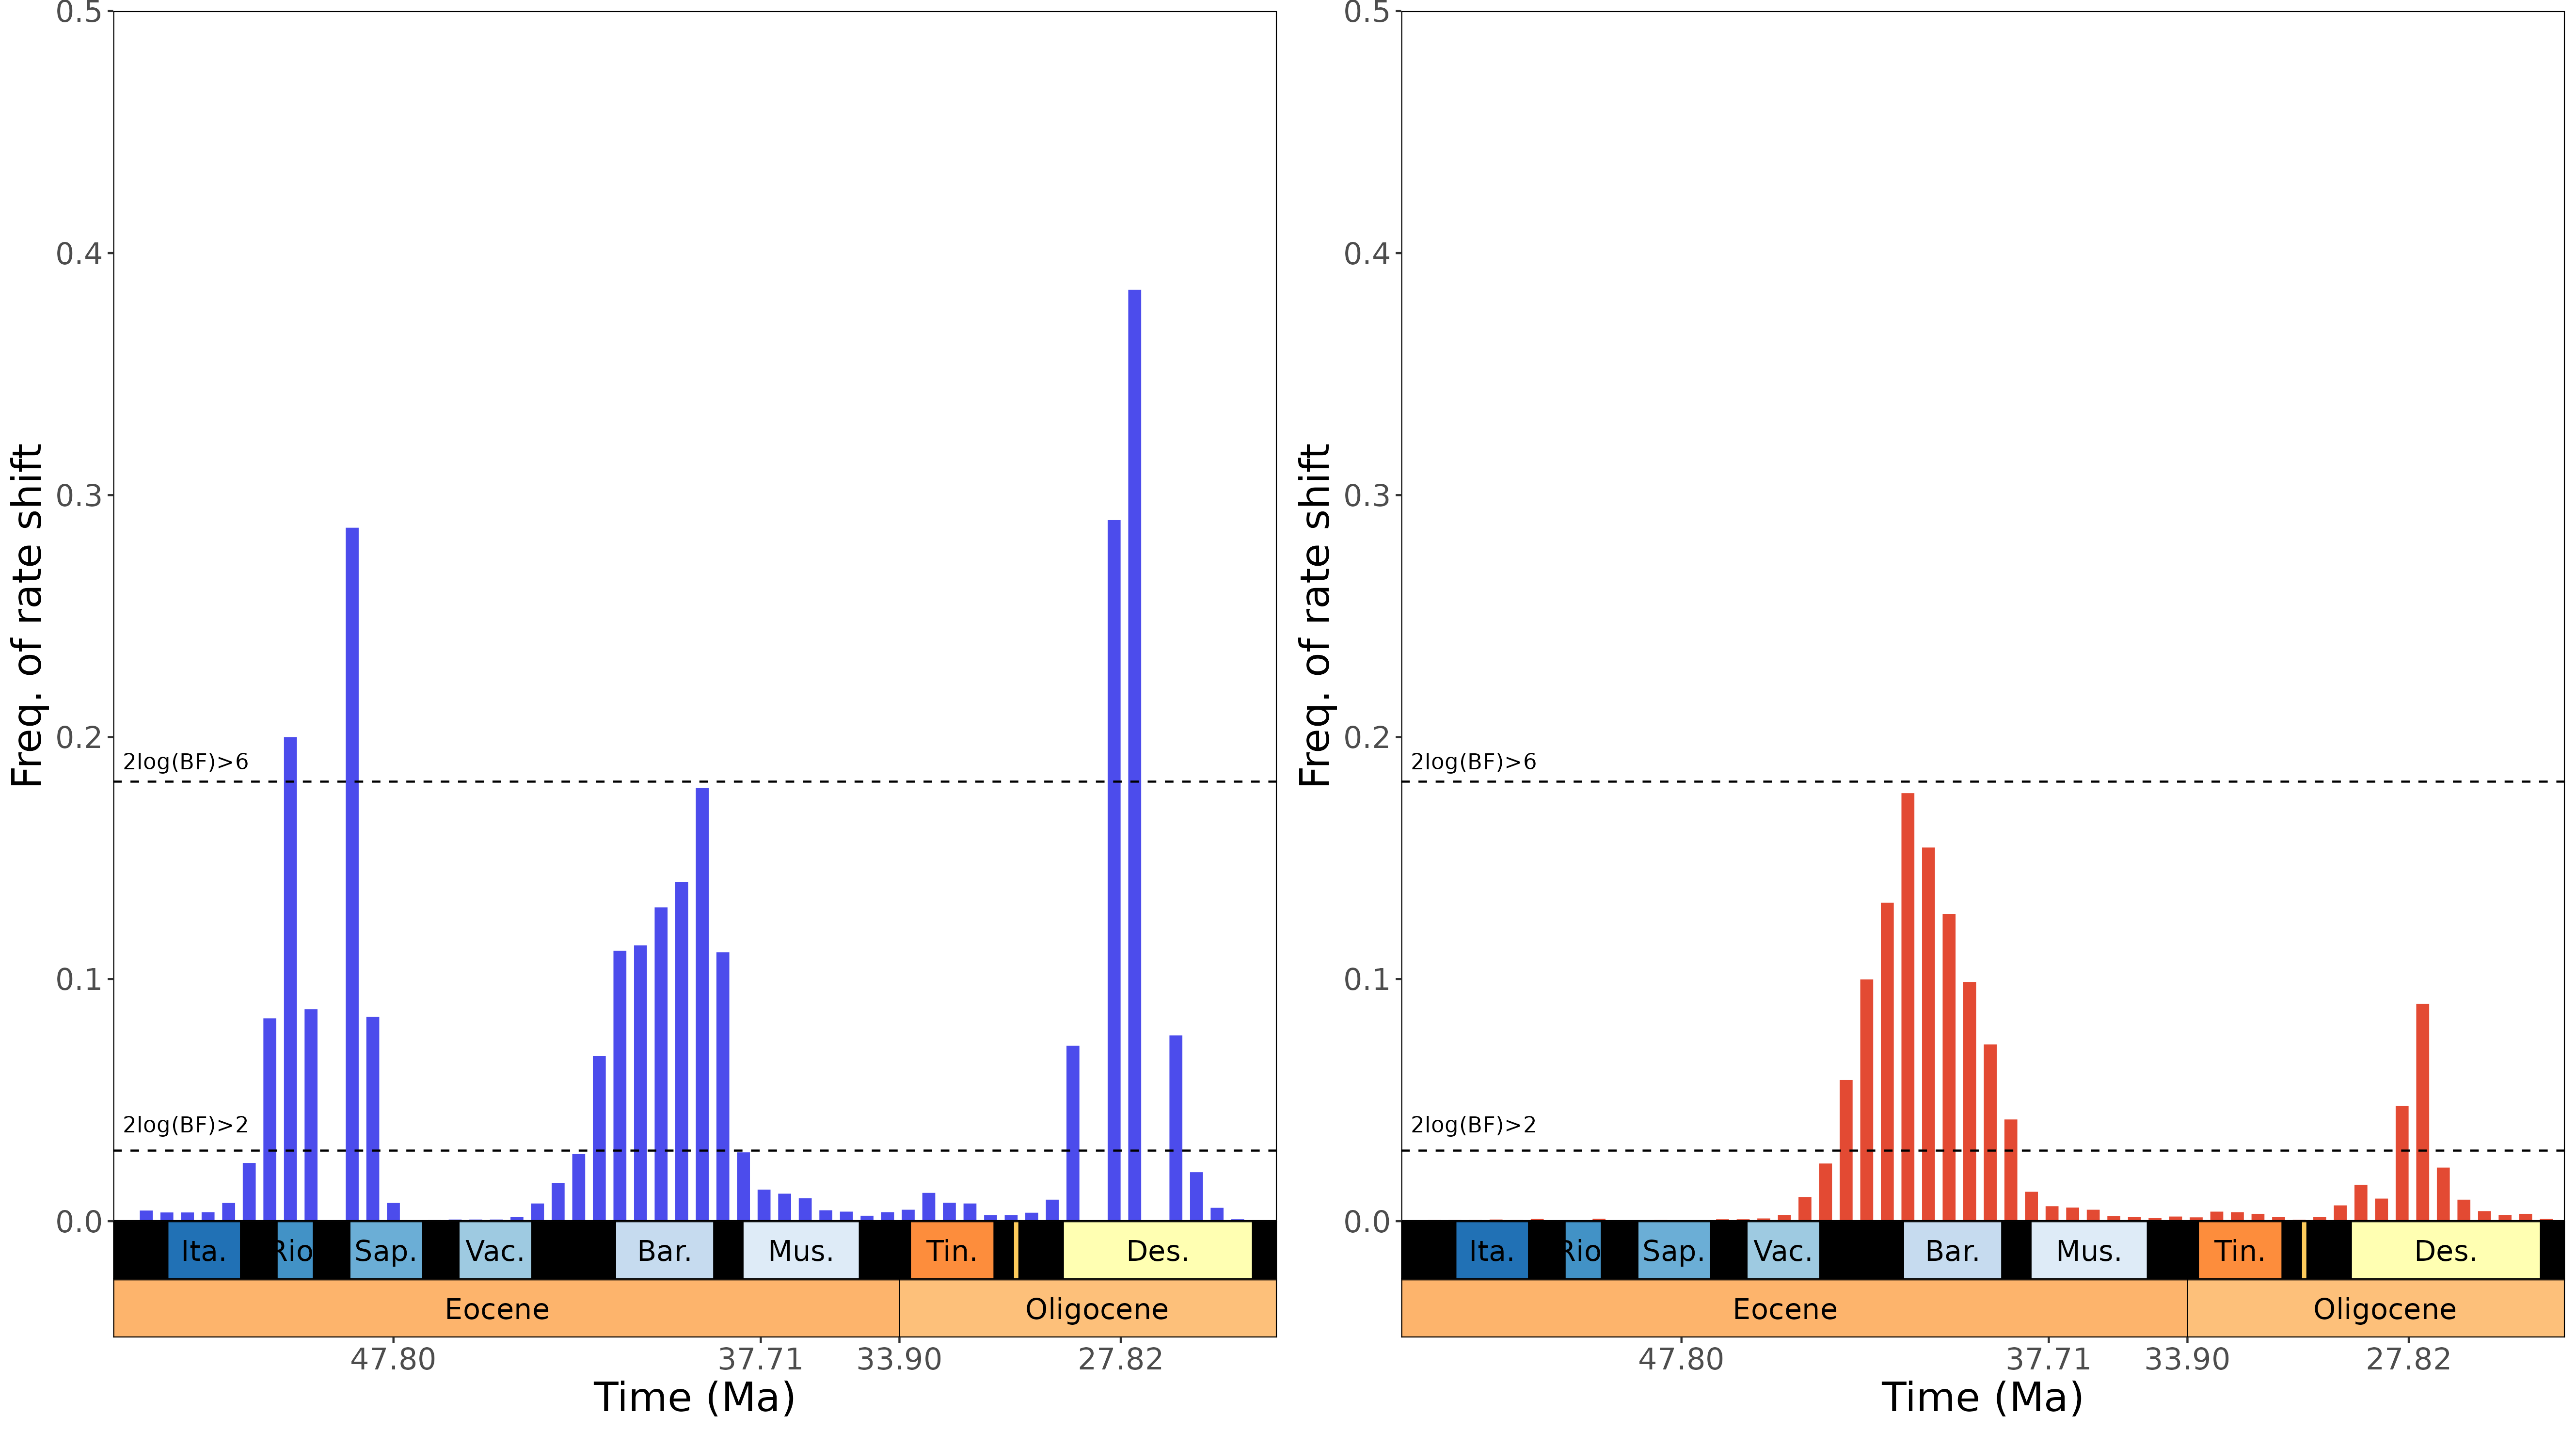 Freq. of rate shift
0.5
0.4
0.3
0.2
0.1
0.0
2log(BF)>6
2log(BF)>2
Ita. Rio Sap. Vac. Bar. Mus. Tin. Des.
Eocene Oligocene
47.80 37.71 33.90 27.82
Time (Ma)
Freq. of rate shift
0.5
0.4
0.3
0.2
0.1
0.0
2log(BF)>6
2log(BF)>2
Ita. Rio Sap. Vac. Bar. Mus. Tin. Des.
Eocene Oligocene
47.80 37.71 33.90 27.82
Time (Ma)